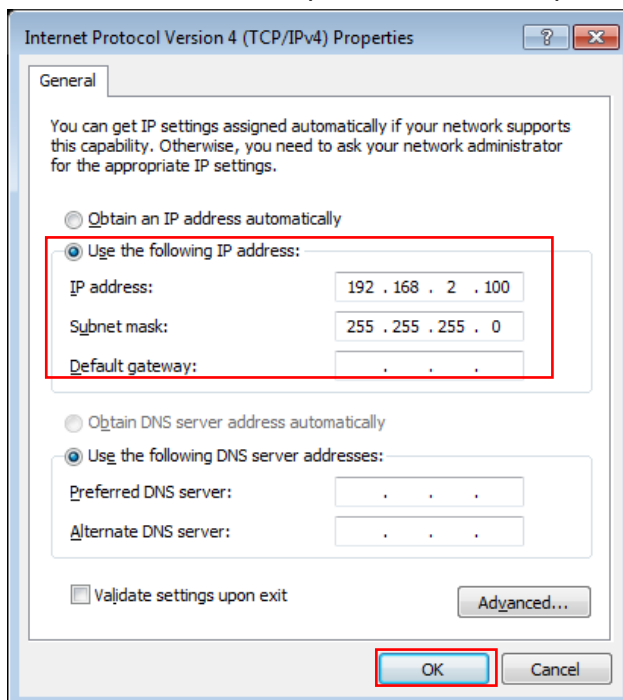 Internet Protocol Version 4 (TCP/IPv4) Properties
General
You can get IP settings assigned automatically if your network supports
this capability. Otherwise, you need to ask your network administrator
for the appropriate IP settings.
Obtain an IP address automatically
Use the following IP address:
IP address: 192 . 168 . 2 . 100
Subnet mask: 255 . 255 . 255 . 0
Default gateway: . . .
Obtain DNS server address automatically
Use the following DNS server addresses:
Preferred DNS server: . . .
Alternate DNS server: . . .
Validate settings upon exit
Advanced...
OK Cancel